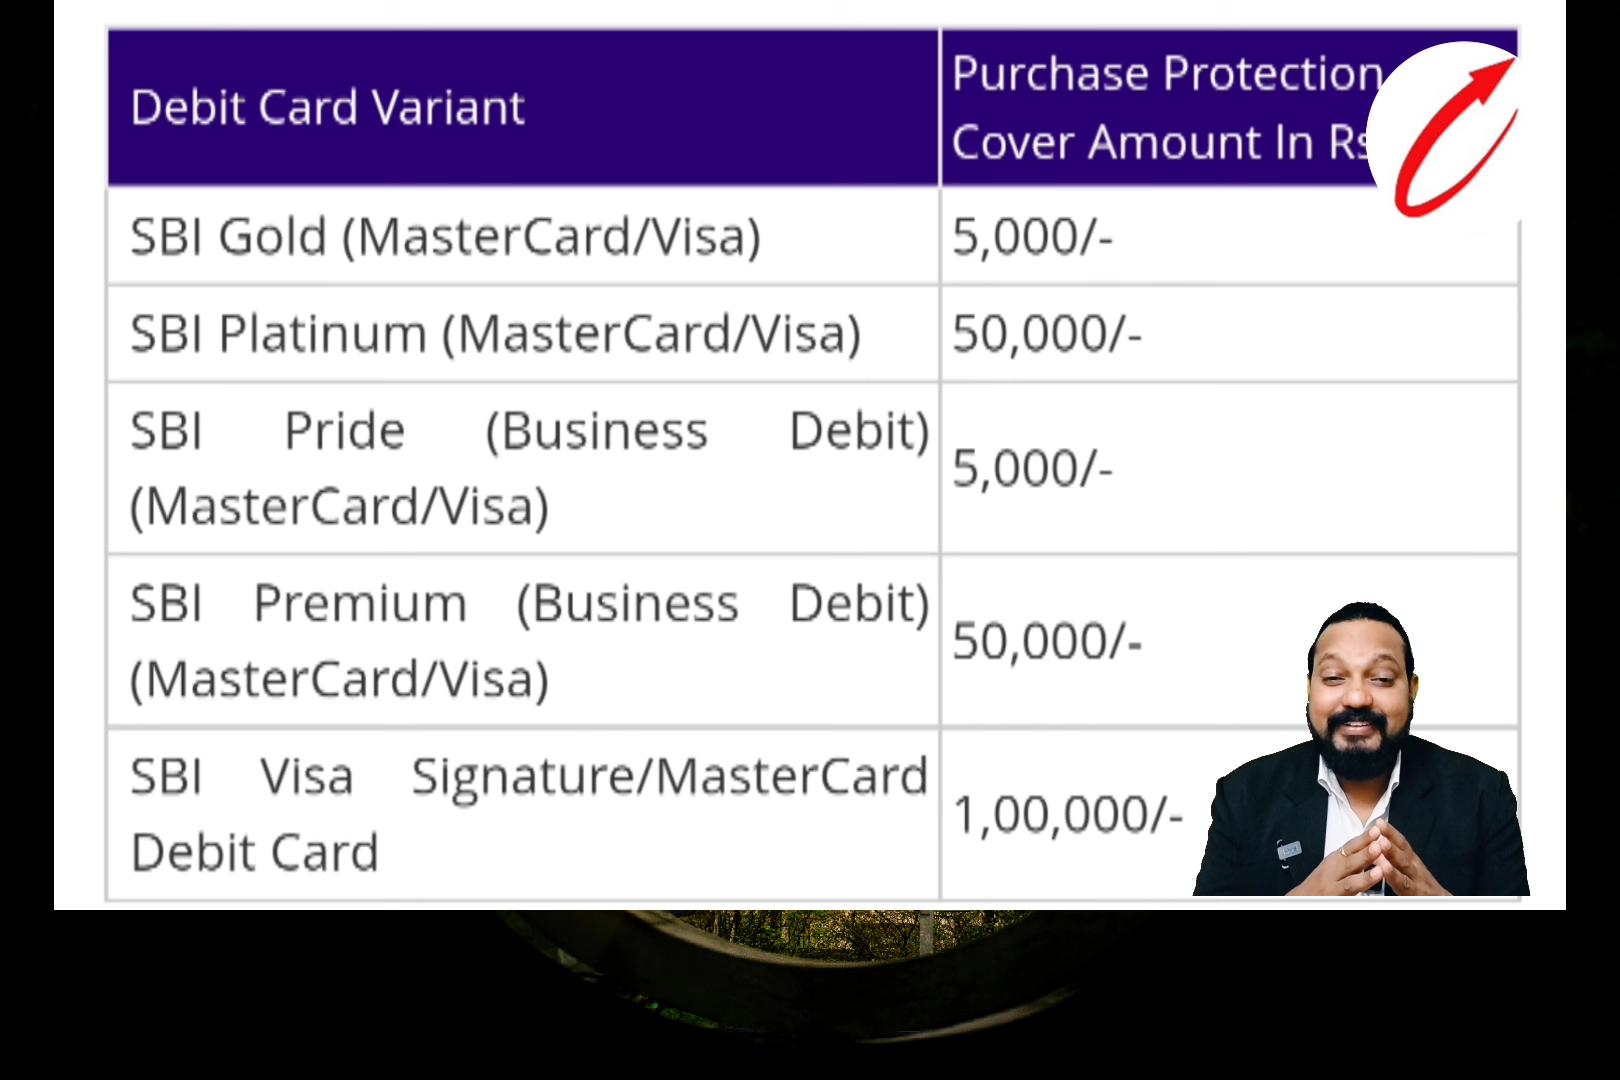 Debit Card Variant
Purchase Protection
Cover Amount In Rs
SBI Gold (MasterCard/Visa)
5,000/-
SBI Platinum (MasterCard/Visa)
50,000/-
SBI Pride (Business Debit)
(MasterCard/Visa)
5,000/-
SBI Premium (Business Debit)
(MasterCard/Visa)
50,000/-
SBI Visa Signature/MasterCard
Debit Card
1,00,000/-